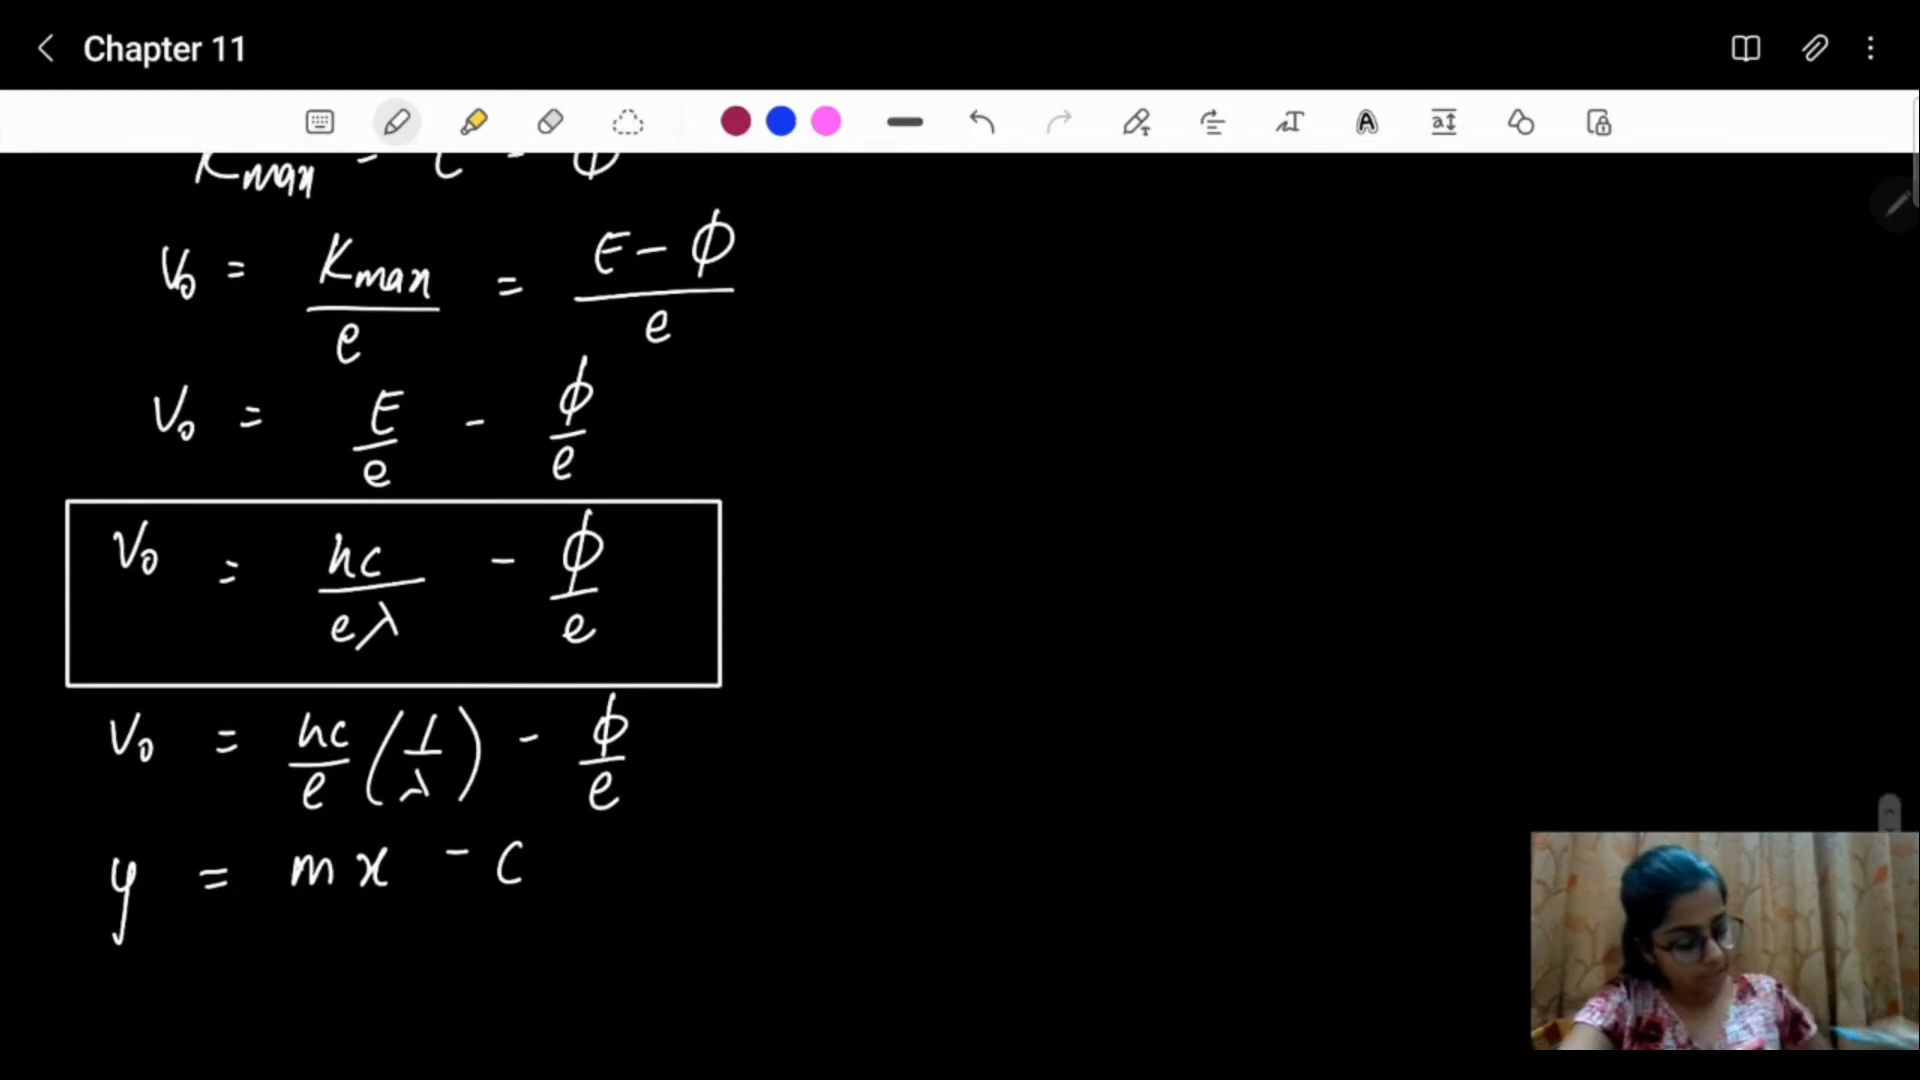 Chapter 11
Kmax = E - ϕ
V₀ = Kmax/e = E - ϕ/e
V₀ = E/e - ϕ/e
V₀ = hc/eλ - ϕ/e
V₀ = hc/e (1/λ) - ϕ/e
y = mx - c